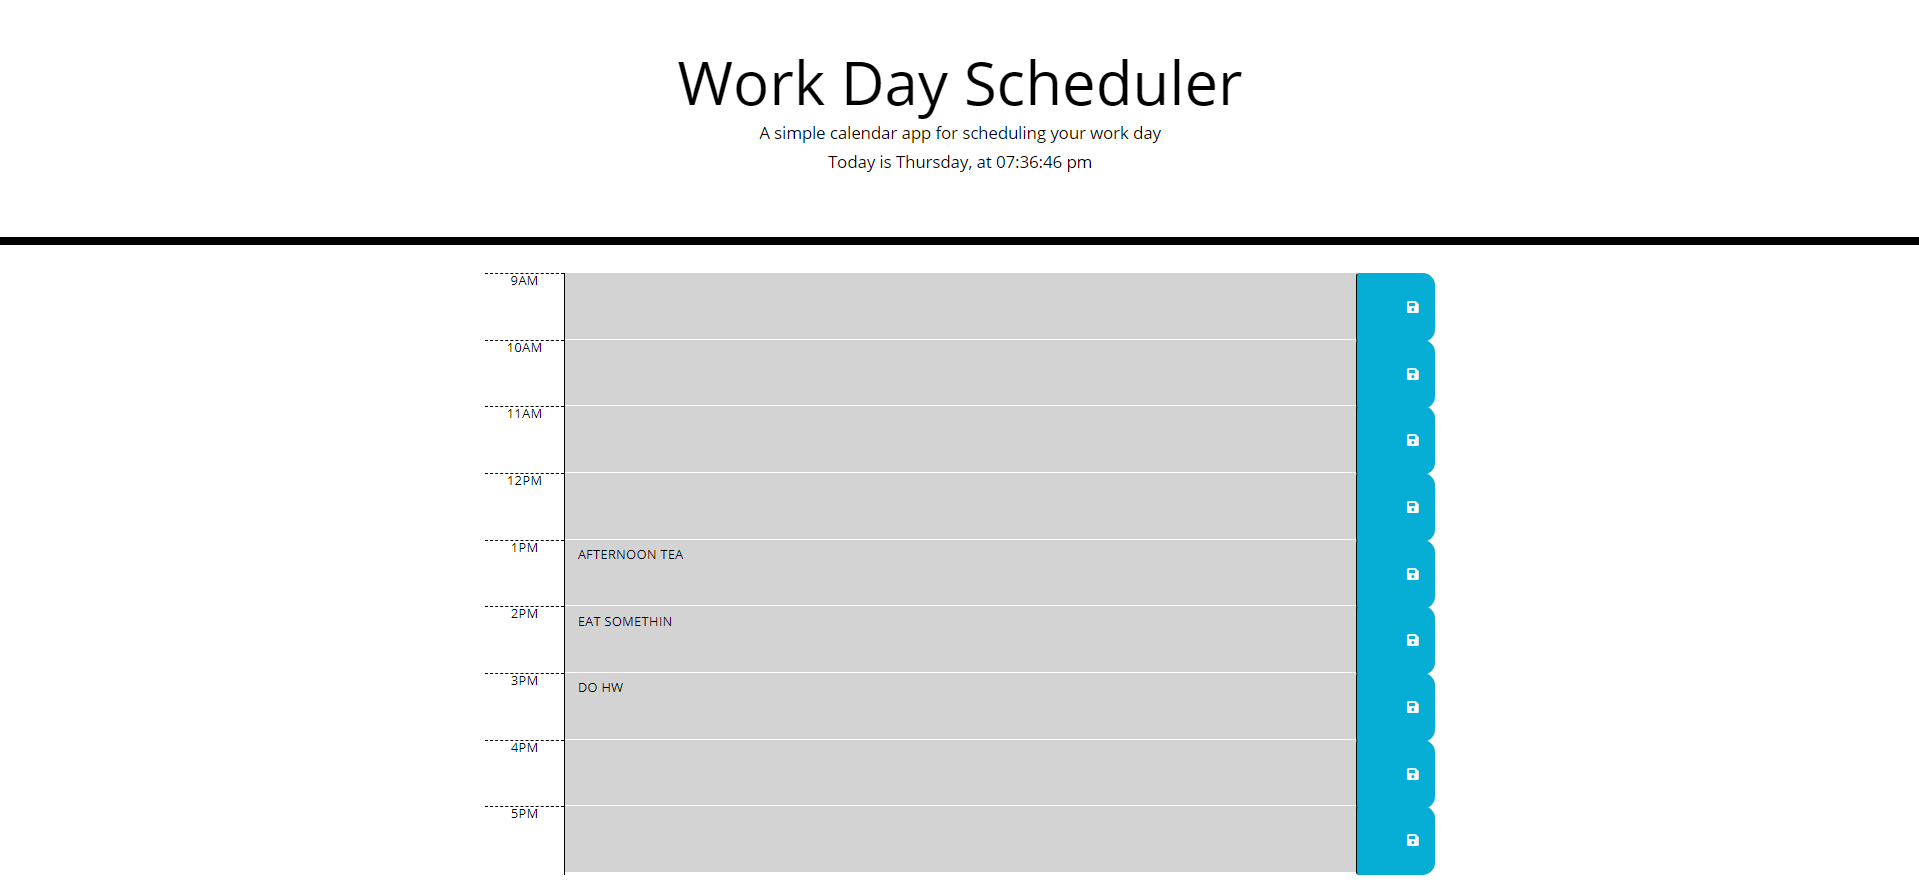 Work Day Scheduler
A simple calendar app for scheduling your work day
Today is Thursday, at 07:36:46 pm
9AM
10AM
11AM
12PM
1PM AFTERNOON TEA
2PM EAT SOMETHIN
3PM DO HW
4PM
5PM